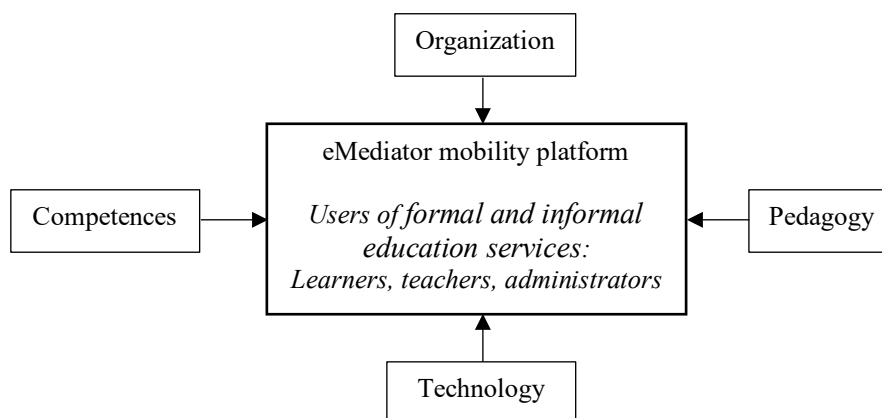 Organization
eMediator mobility platform
Users of formal and informal
education services:
Learners, teachers, administrators
Competences
Pedagogy
Technology